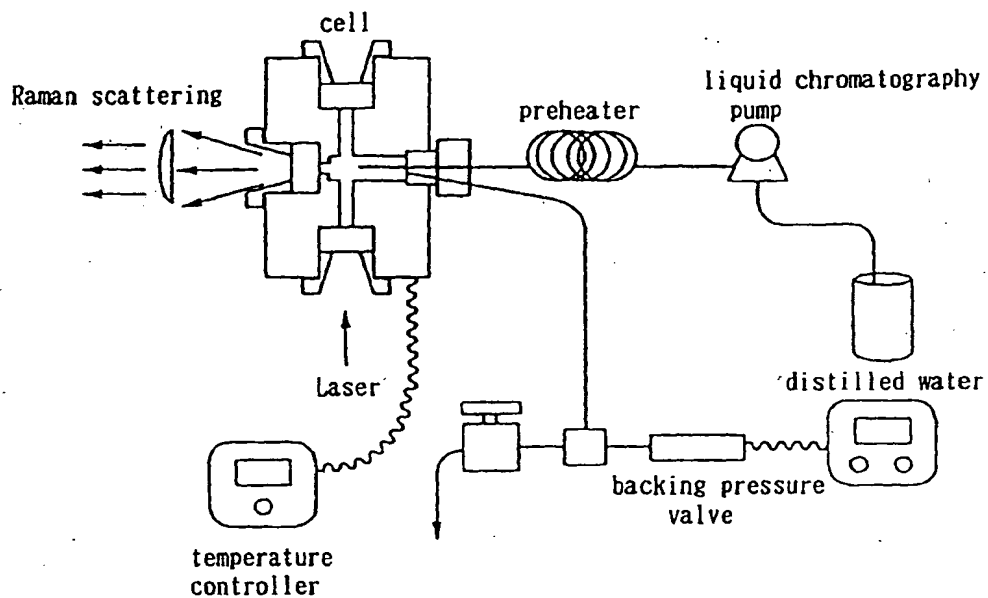 cell
Raman scattering
liquid chromatography
pump
preheater
Laser
distilled water
backing pressure
valve
temperature
controller